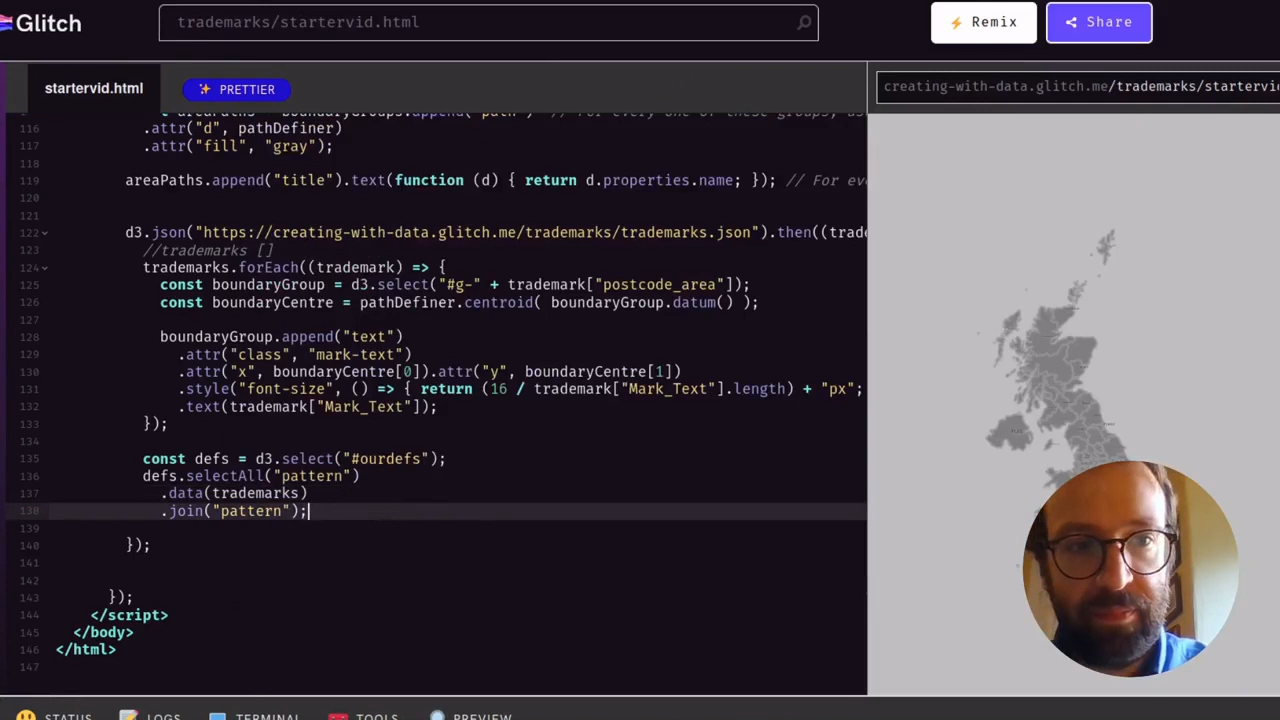 Glitch
trademarks/startervid.html
Remix
Share
startervid.html
PRETTIER
creating-with-data.glitch.me/trademarks/startervi
116 .attr("d", pathDefiner)
117 .attr("fill", "gray");
118
119 areaPaths.append("title").text(function (d) { return d.properties.name; }); // For eve
120
121
122 d3.json("https://creating-with-data.glitch.me/trademarks/trademarks.json").then((trade
123 //trademarks []
124 trademarks.forEach((trademark) => {
125 const boundaryGroup = d3.select("#g-" + trademark["postcode_area"]);
126 const boundaryCentre = pathDefiner.centroid( boundaryGroup.datum() );
127
128 boundaryGroup.append("text")
129 .attr("class", "mark-text")
130 .attr("x", boundaryCentre[0]).attr("y", boundaryCentre[1])
131 .style("font-size", () => { return (16 / trademark["Mark_Text"].length) + "px";
132 .text(trademark["Mark_Text"]);
133 });
134
135 const defs = d3.select("#ourdefs");
136 defs.selectAll("pattern")
137 .data(trademarks)
138 .join("pattern");
139
140 });
141
142
143 });
144 </script>
145 </body>
146 </html>
147
STATUS
LOGS
TERMINAL
TOOLS
PREVIEW